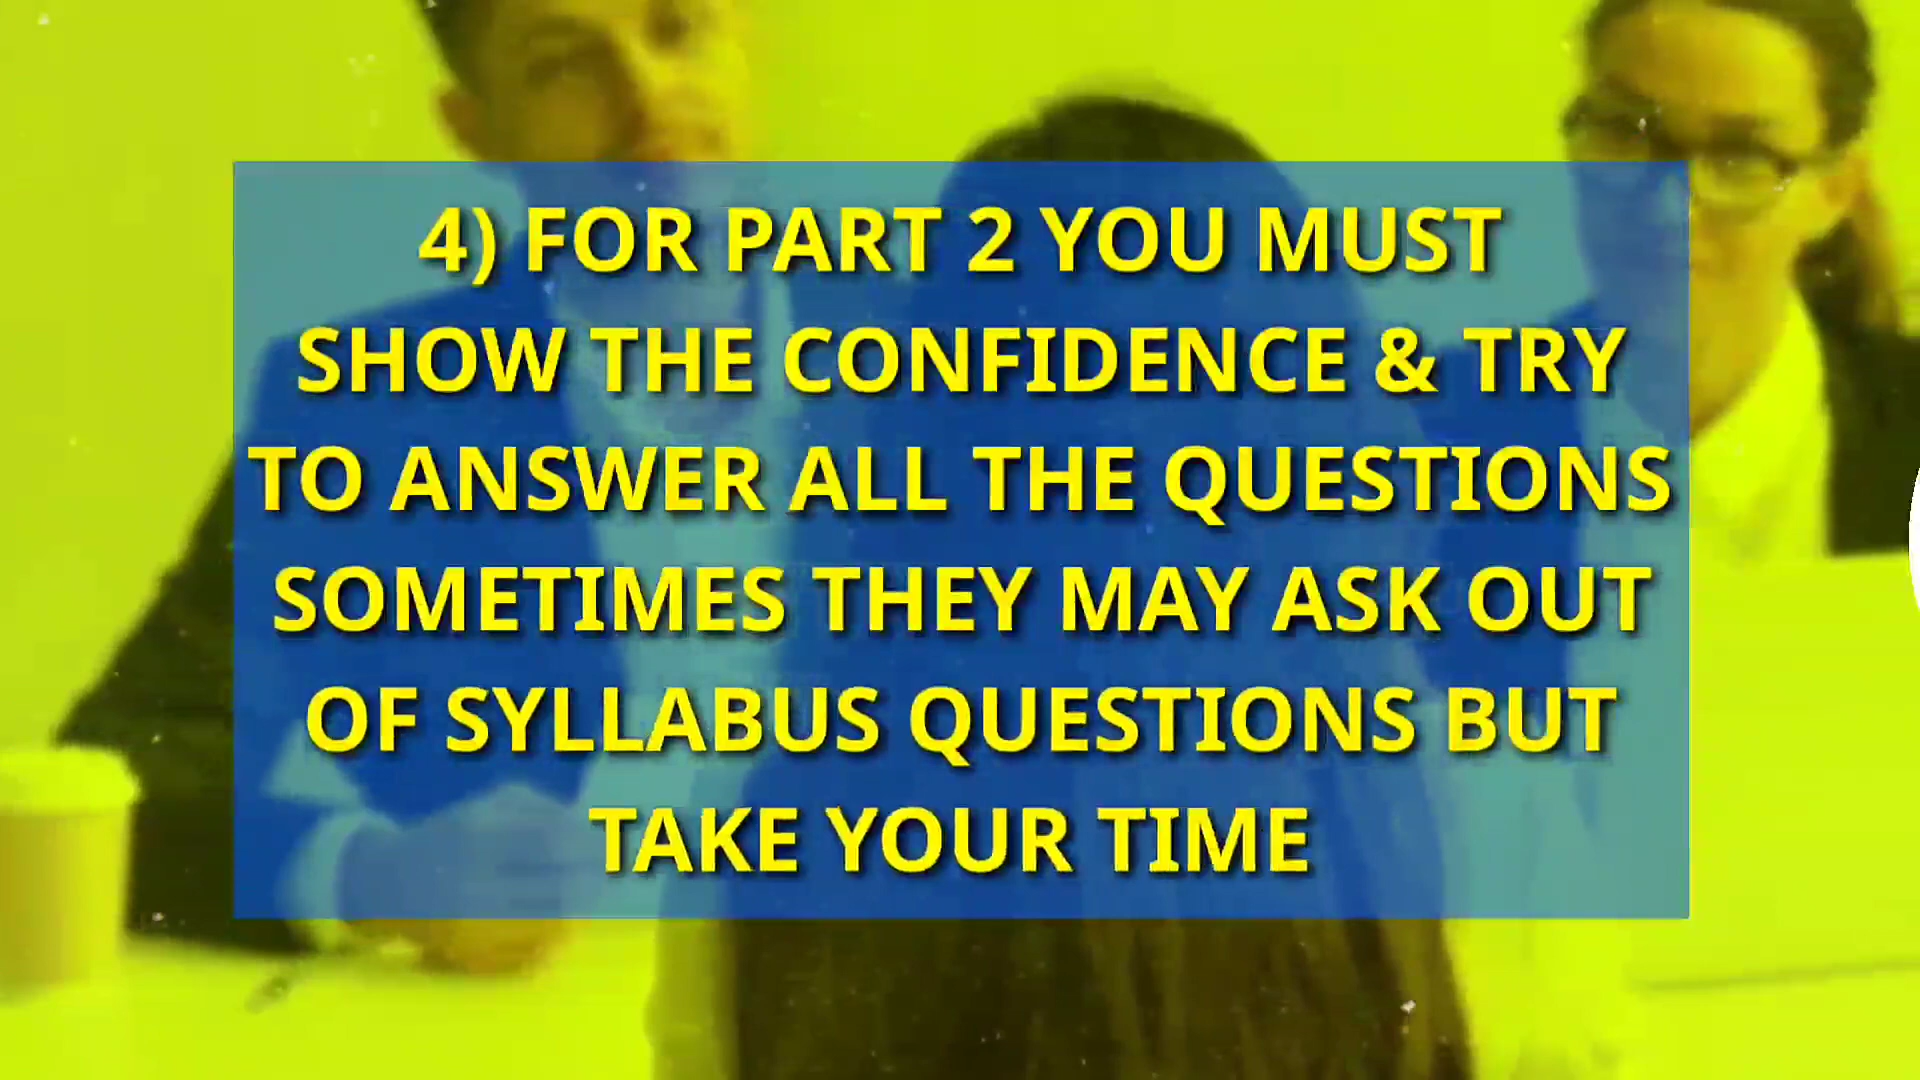 4) FOR PART 2 YOU MUST
SHOW THE CONFIDENCE & TRY
TO ANSWER ALL THE QUESTIONS
SOMETIMES THEY MAY ASK OUT
OF SYLLABUS QUESTIONS BUT
TAKE YOUR TIME